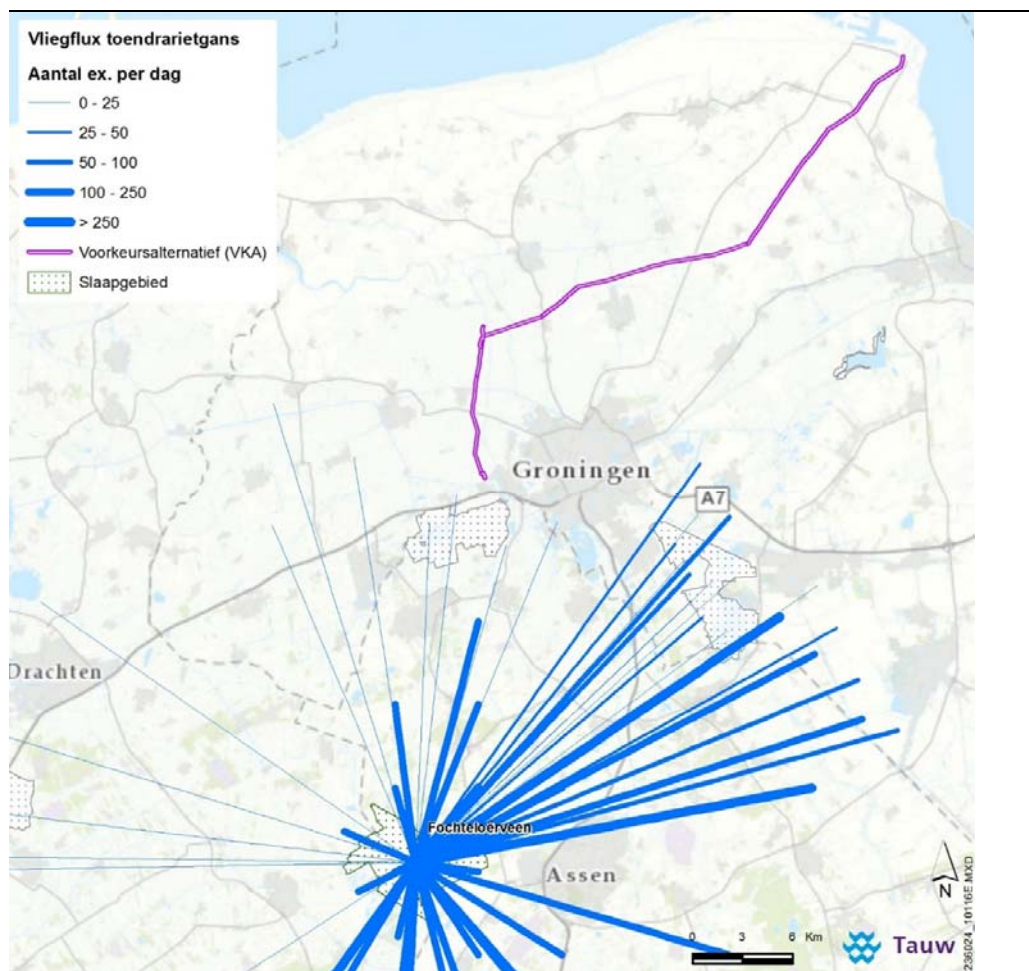 Vliegflux toendrarietgans
Aantal ex. per dag
0 - 25
25 - 50
50 - 100
100 - 250
> 250
Voorkeursalternatief (VKA)
Slaapgebied
Groningen
A7
Drachten
Fochteloerveen
Assen
N
0 3 6 Km
Tauw
236024_10116E.MXD